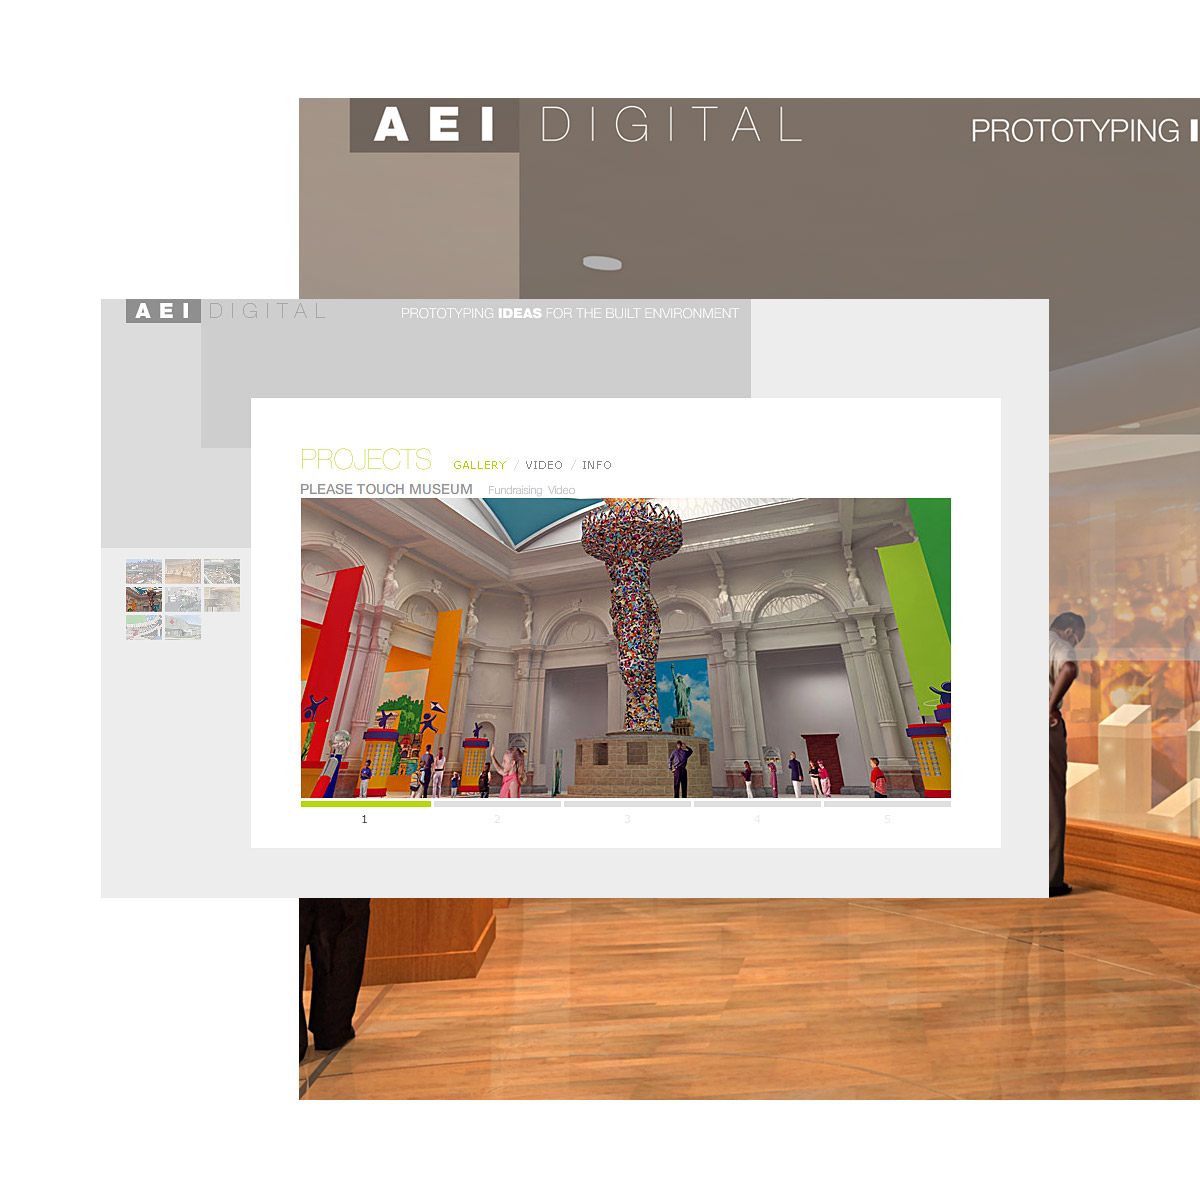 AEI DIGITAL
PROTOTYPING I
AEI DIGITAL
PROTOTYPING IDEAS FOR THE BUILT ENVIRONMENT
PROJECTS GALLERY / VIDEO / INFO
PLEASE TOUCH MUSEUM Fundraising Video
1 2 3 4 5